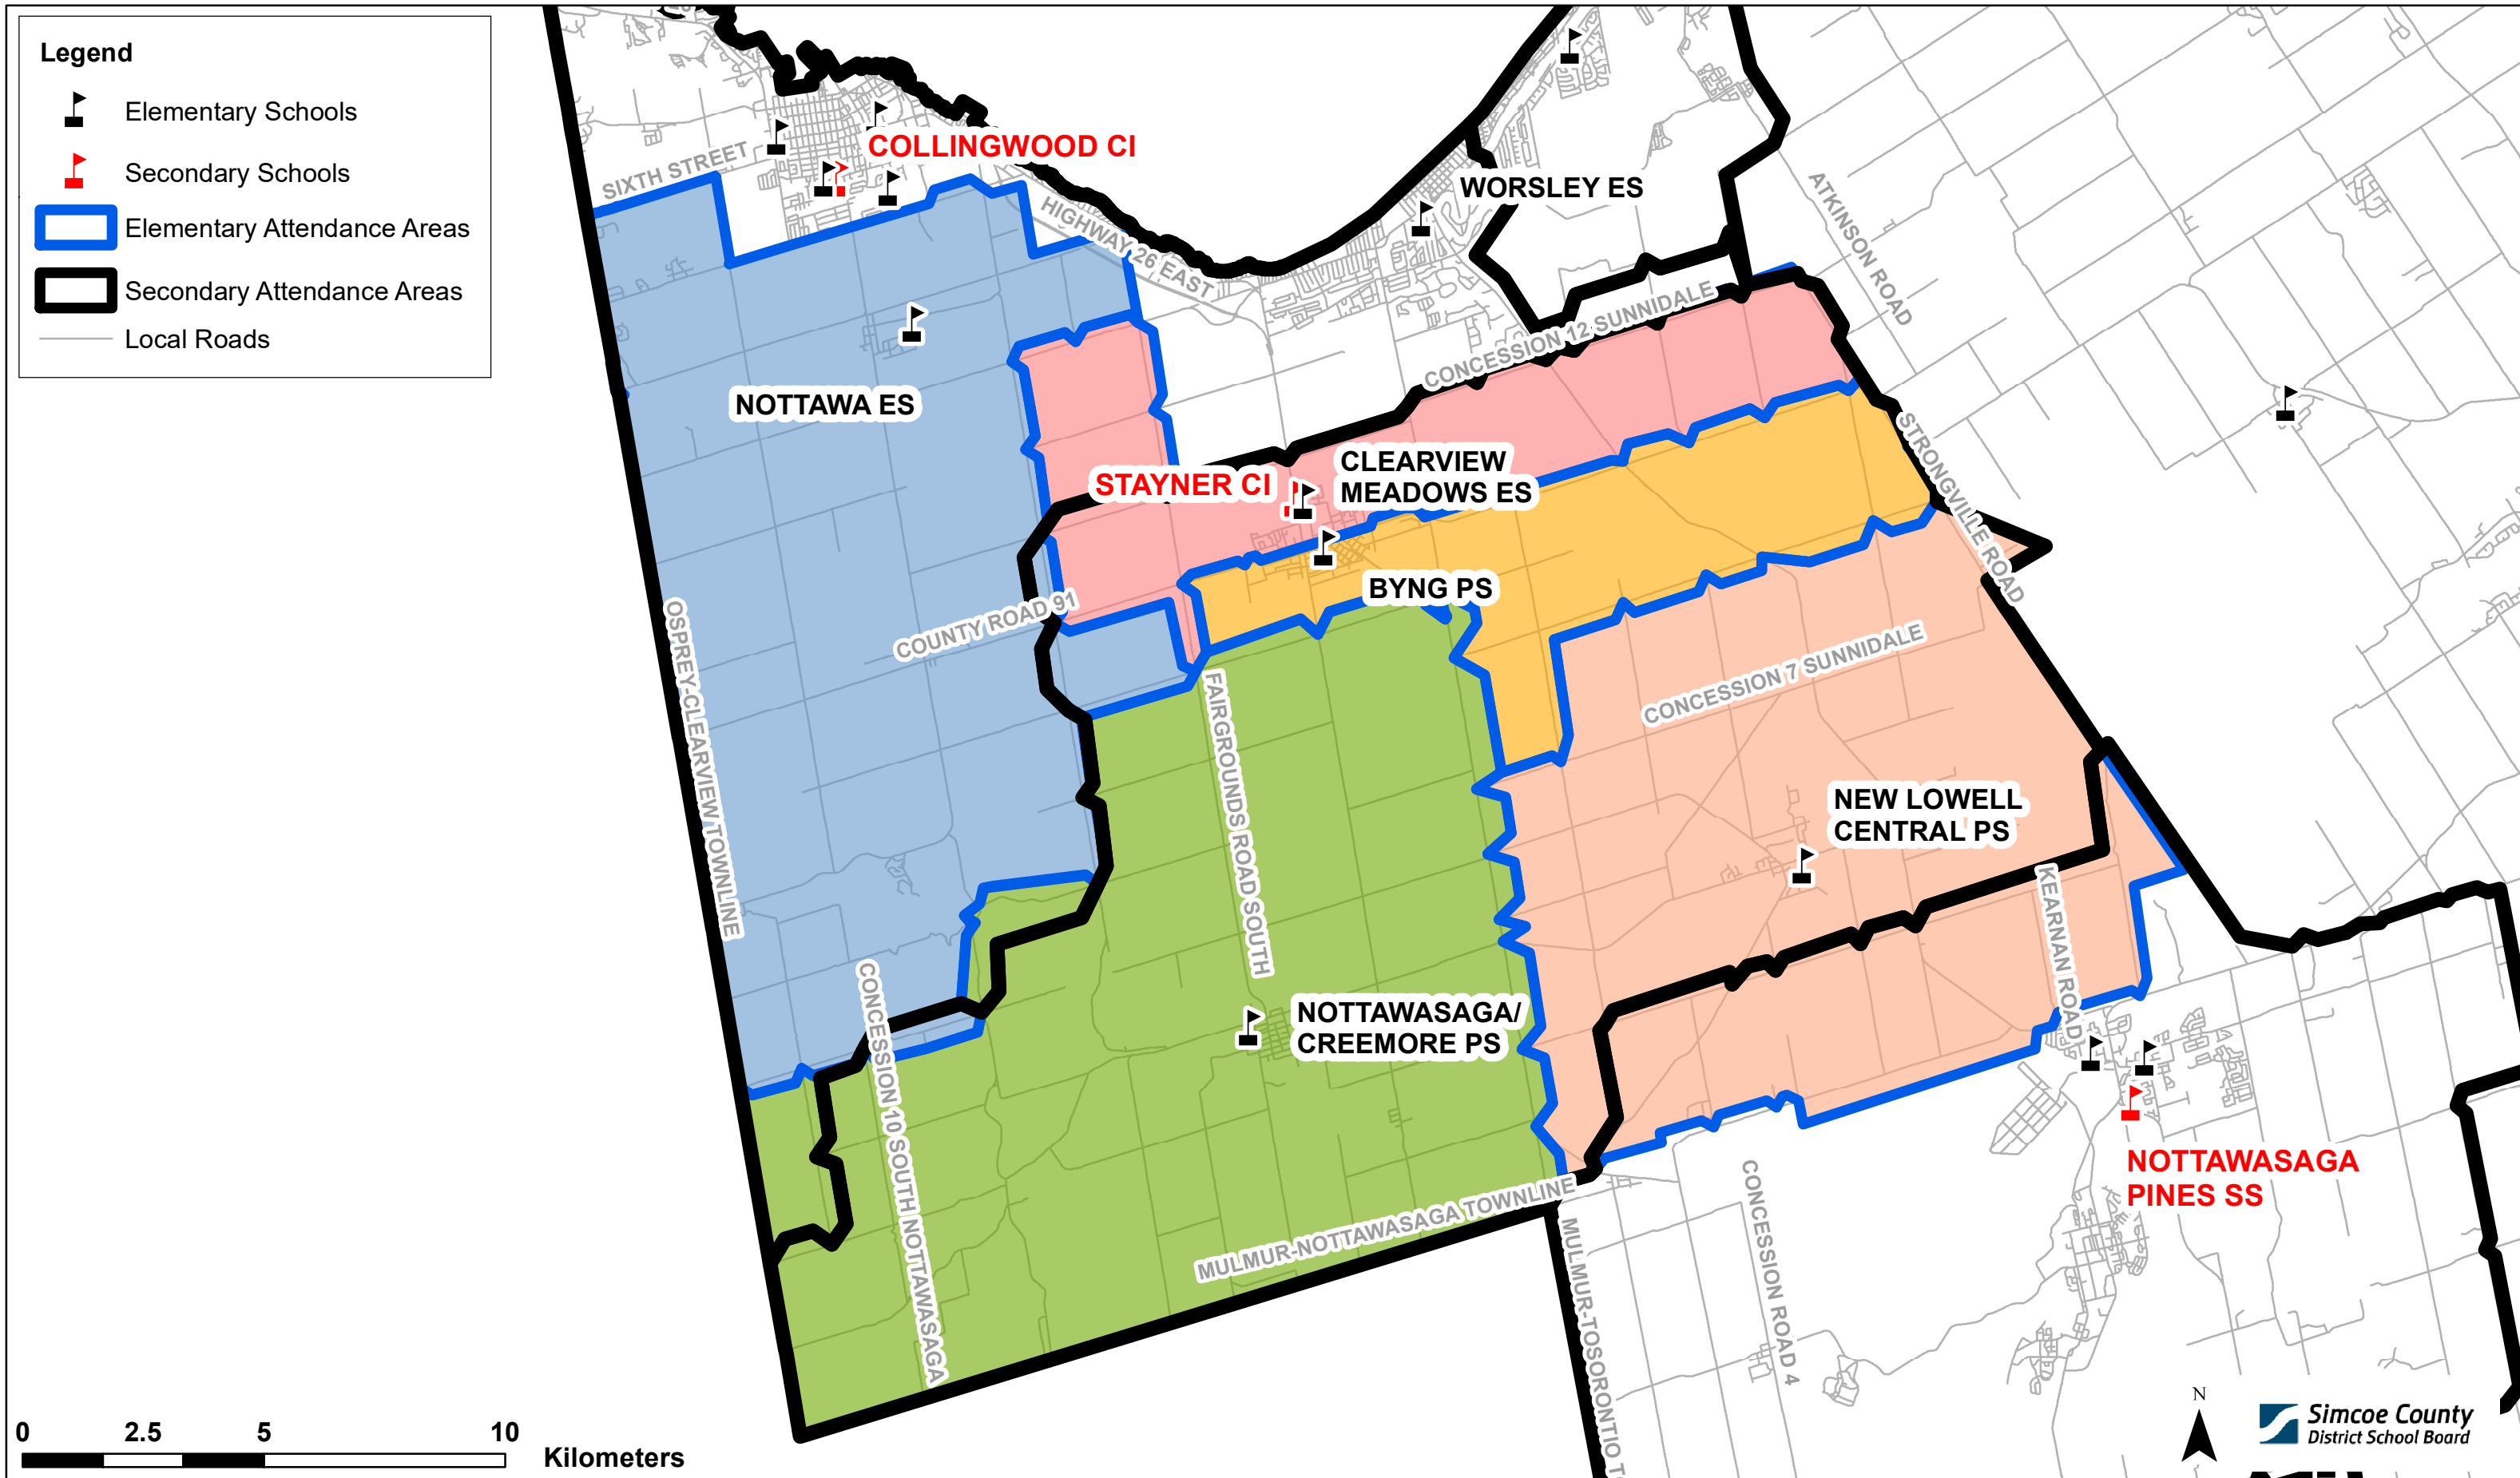 Legend
Elementary Schools
Secondary Schools
Elementary Attendance Areas
Secondary Attendance Areas
Local Roads
SIXTH STREET
COLLINGWOOD CI
HIGHWAY 26 EAST
WORSLEY ES
ATKINSON ROAD
CONCESSION 12 SUNNIDALE
NOTTAWA ES
STAYNER CI
CLEARVIEW
MEADOWS ES
STRONGVILLE ROAD
BYNG PS
COUNTY ROAD 91
OSPREY-CLEARVIEW TOWNLINE
FAIRGROUNDS ROAD SOUTH
CONCESSION 7 SUNNIDALE
NEW LOWELL
CENTRAL PS
KEARNAN ROAD
CONCESSION 10 SOUTH NOTTAWASAGA
NOTTAWASAGA/
CREEMORE PS
NOTTAWASAGA
PINES SS
MULMUR-NOTTAWASAGA TOWNLINE
MULMUR-TOSORONTIO
CONCESSION ROAD 4
0 2.5 5 10
Kilometers
N
Simcoe County
District School Board